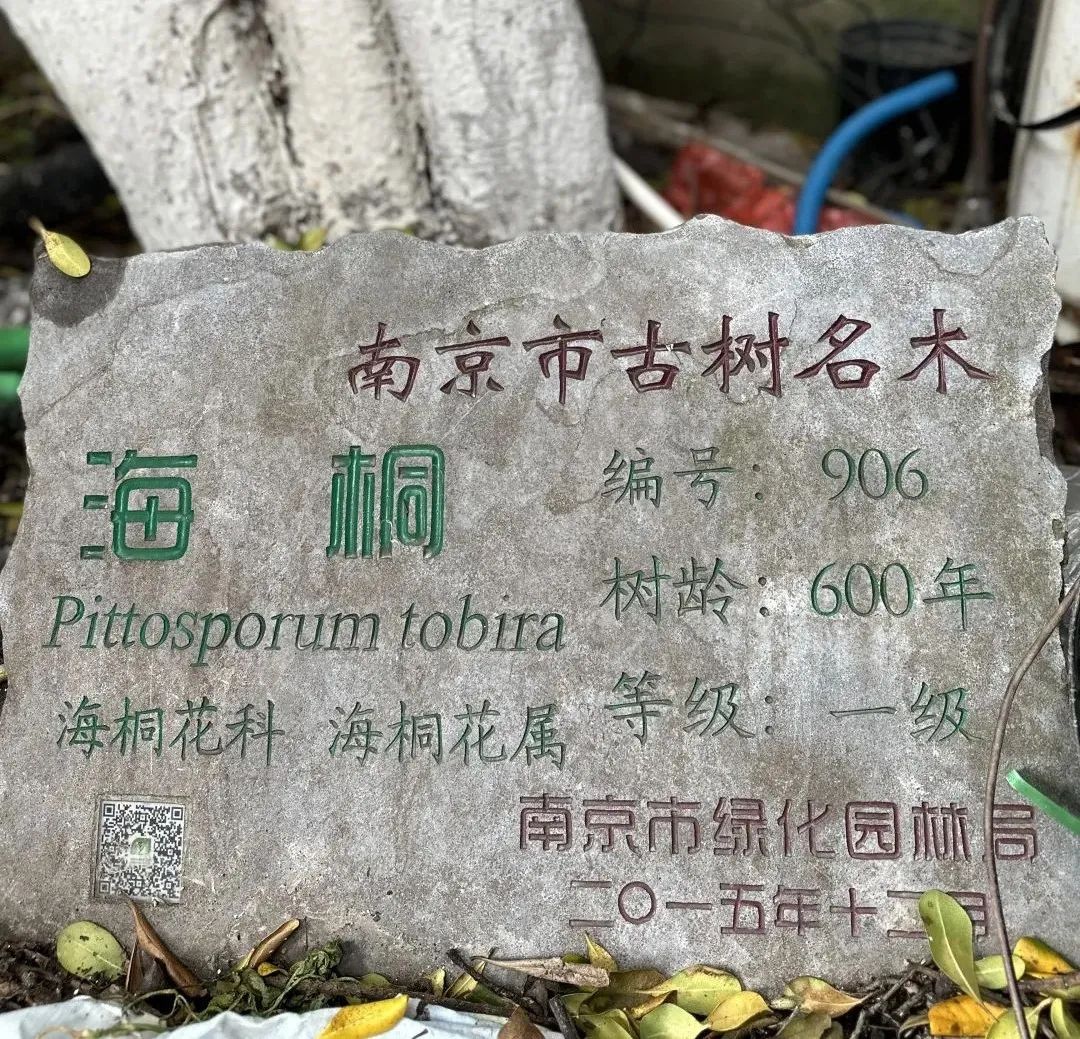 南京市古树名木
海桐
Pittosporum tobira
海桐花科 海桐花属
编号：906
树龄：600年
等级：一级
南京市绿化园林局
二〇一五年十二月